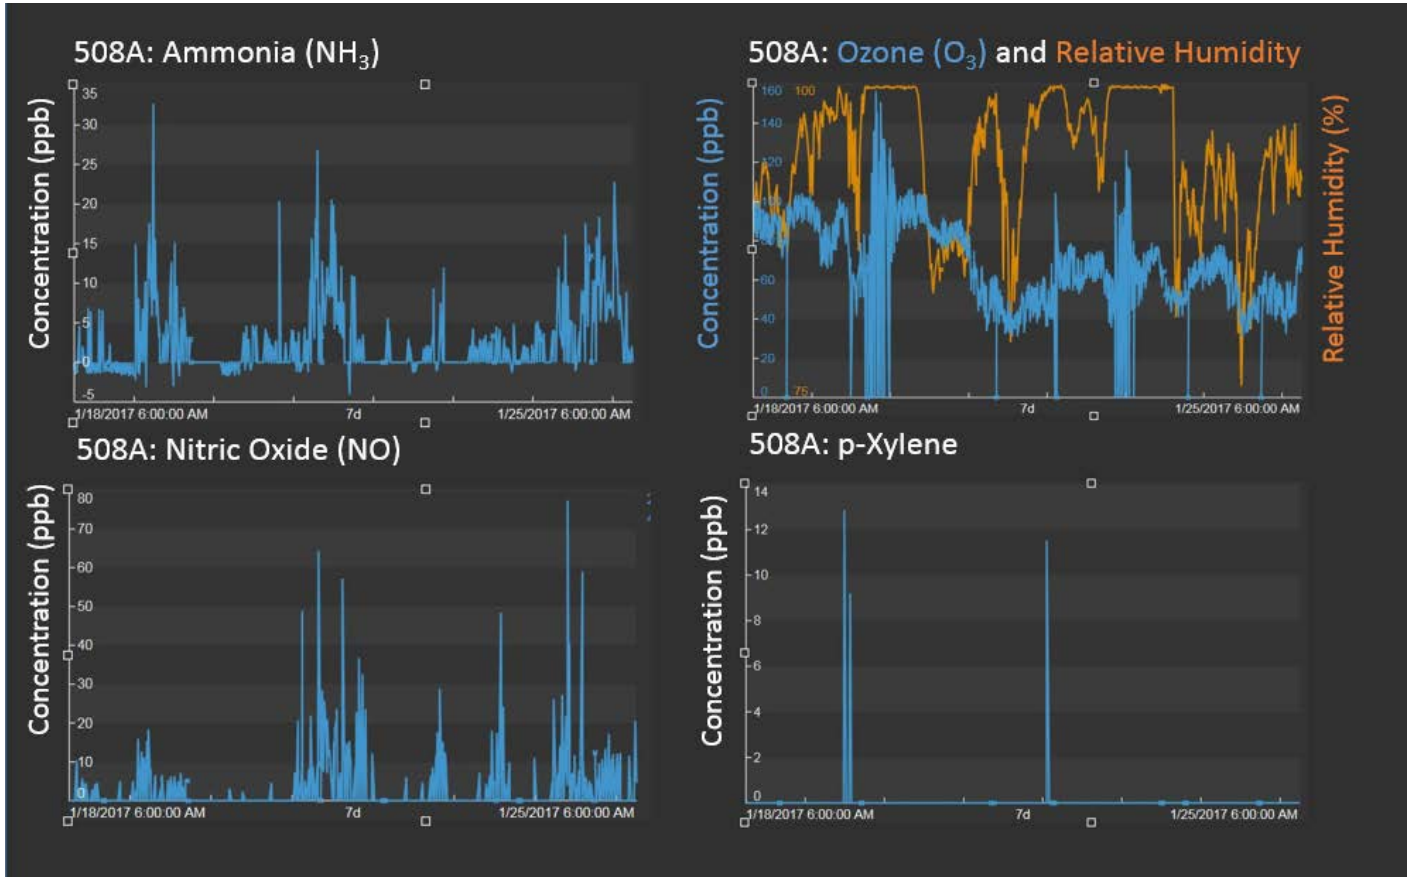 508A: Ammonia (NH₃)
Concentration (ppb)
35
30
25
20
15
10
5
0
-5
1/18/2017 6:00:00 AM
7d
1/25/2017 6:00:00 AM
508A: Ozone (O₃) and Relative Humidity
Concentration (ppb)
160
140
120
100
80
60
40
20
0
100
75
Relative Humidity (%)
1/18/2017 6:00:00 AM
7d
1/25/2017 6:00:00 AM
508A: Nitric Oxide (NO)
Concentration (ppb)
80
70
60
50
40
30
20
10
0
1/18/2017 6:00:00 AM
7d
1/25/2017 6:00:00 AM
508A: p-Xylene
Concentration (ppb)
14
12
10
8
6
4
2
0
1/18/2017 6:00:00 AM
7d
1/25/2017 6:00:00 AM